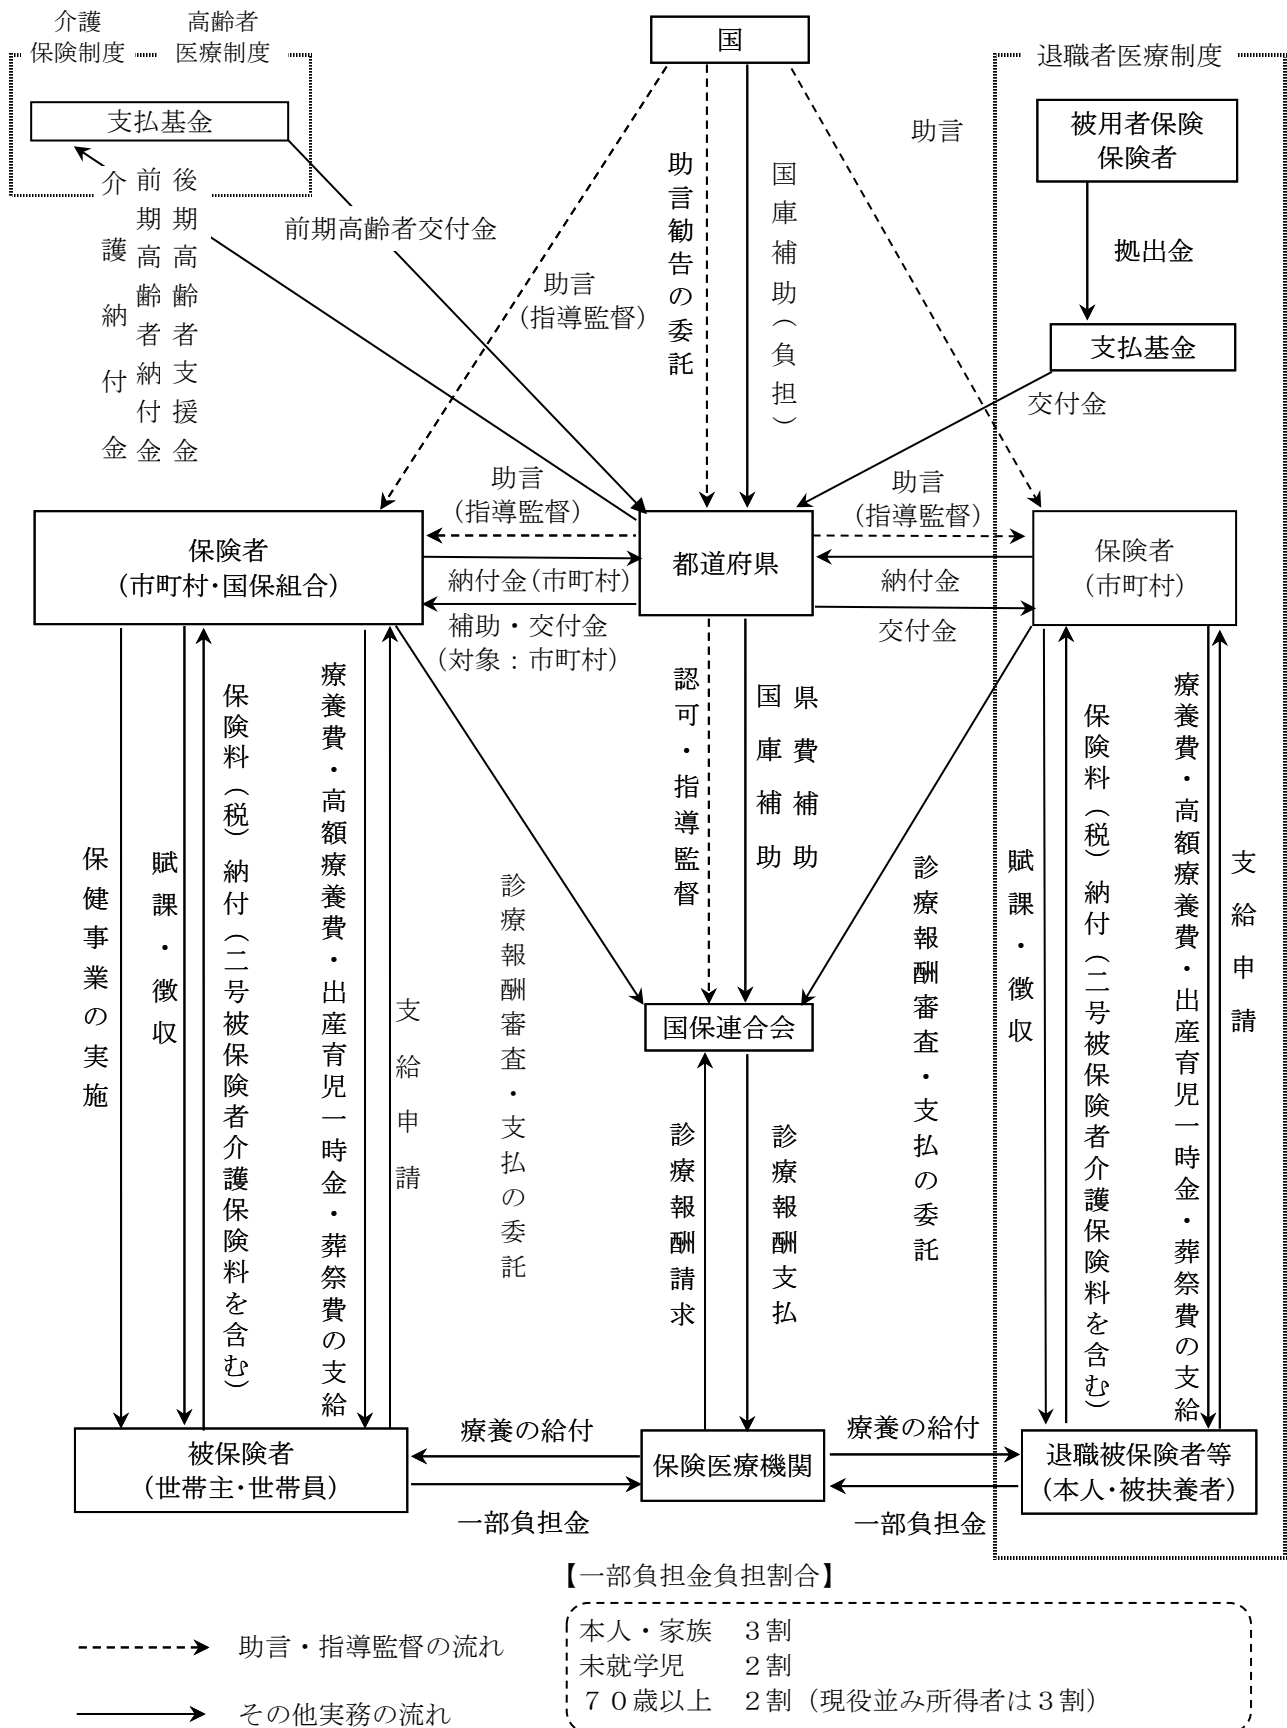 介護
保険制度
高齢者
医療制度
国
退職者医療制度
支払基金
被用者保険
保険者
助言
介護納付金
前期高齢者納付金
後期高齢者支援金
前期高齢者交付金
助言
(指導監督)
助言勧告の委託
国庫補助(負担)
拠出金
支払基金
交付金
助言
(指導監督)
助言
(指導監督)
保険者
(市町村・国保組合)
都道府県
保険者
(市町村)
納付金(市町村)
納付金
補助・交付金
(対象：市町村)
交付金
保健事業の実施
賦課・徴収
保険料(税)納付(二号被保険者介護保険料を含む)
療養費・高額療養費・出産育児一時金・葬祭費の支給
支給申請
診療報酬審査・支払の委託
認可・指導監督
国庫補助
県費補助
診療報酬審査・支払の委託
賦課・徴収
保険料(税)納付(二号被保険者介護保険料を含む)
療養費・高額療養費・出産育児一時金・葬祭費の支給
支給申請
国保連合会
診療報酬請求
診療報酬支払
被保険者
(世帯主・世帯員)
療養の給付
一部負担金
保険医療機関
療養の給付
一部負担金
退職被保険者等
(本人・被扶養者)
【一部負担金負担割合】
本人・家族　３割
未就学児　　２割
７０歳以上　２割（現役並み所得者は３割）
助言・指導監督の流れ
その他実務の流れ